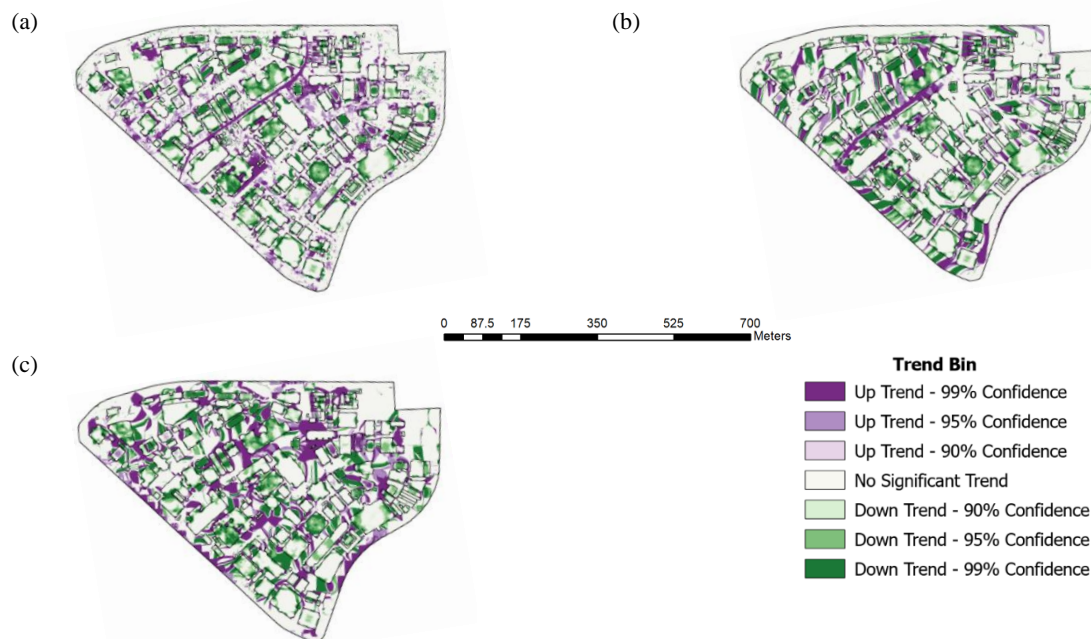 (a)
(b)
0 87.5 175 350 525 700
Meters
(c)
Trend Bin
Up Trend - 99% Confidence
Up Trend - 95% Confidence
Up Trend - 90% Confidence
No Significant Trend
Down Trend - 90% Confidence
Down Trend - 95% Confidence
Down Trend - 99% Confidence